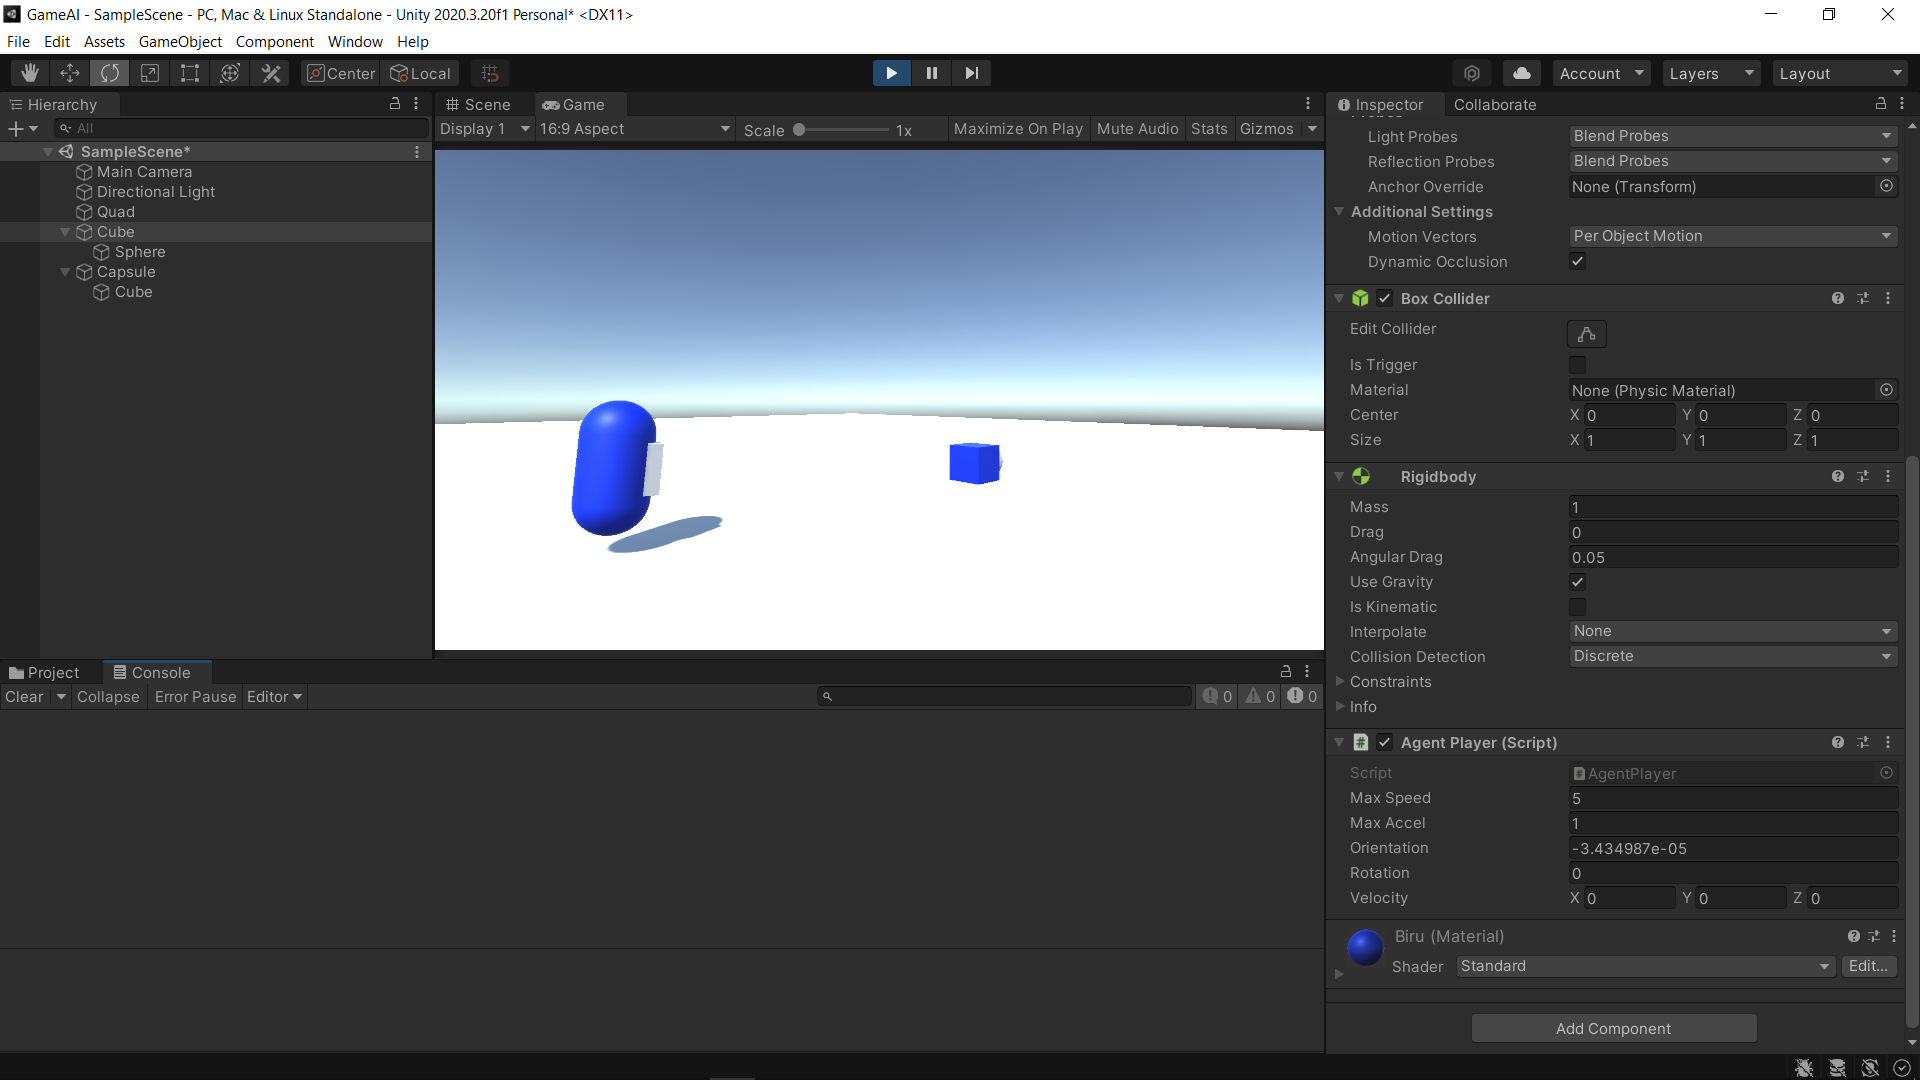 GameAI - SampleScene - PC, Mac & Linux Standalone - Unity 2020.3.20f1 Personal* <DX11>
File Edit Assets GameObject Component Window Help
Center Local Account Layers Layout
Hierarchy
All
SampleScene*
Main Camera
Directional Light
Quad
Cube
Sphere
Capsule
Cube
Scene Game
Display 1 16:9 Aspect Scale 1x Maximize On Play Mute Audio Stats Gizmos
Project Console
Clear Collapse Error Pause Editor 0 0 0
Inspector Collaborate
Light Probes Blend Probes
Reflection Probes Blend Probes
Anchor Override None (Transform)
Additional Settings
Motion Vectors Per Object Motion
Dynamic Occlusion
Box Collider
Edit Collider
Is Trigger
Material None (Physic Material)
Center X 0 Y 0 Z 0
Size X 1 Y 1 Z 1
Rigidbody
Mass 1
Drag 0
Angular Drag 0.05
Use Gravity
Is Kinematic
Interpolate None
Collision Detection Discrete
Constraints
Info
Agent Player (Script)
Script AgentPlayer
Max Speed 5
Max Accel 1
Orientation -3.434987e-05
Rotation 0
Velocity X 0 Y 0 Z 0
Biru (Material)
Shader Standard Edit...
Add Component